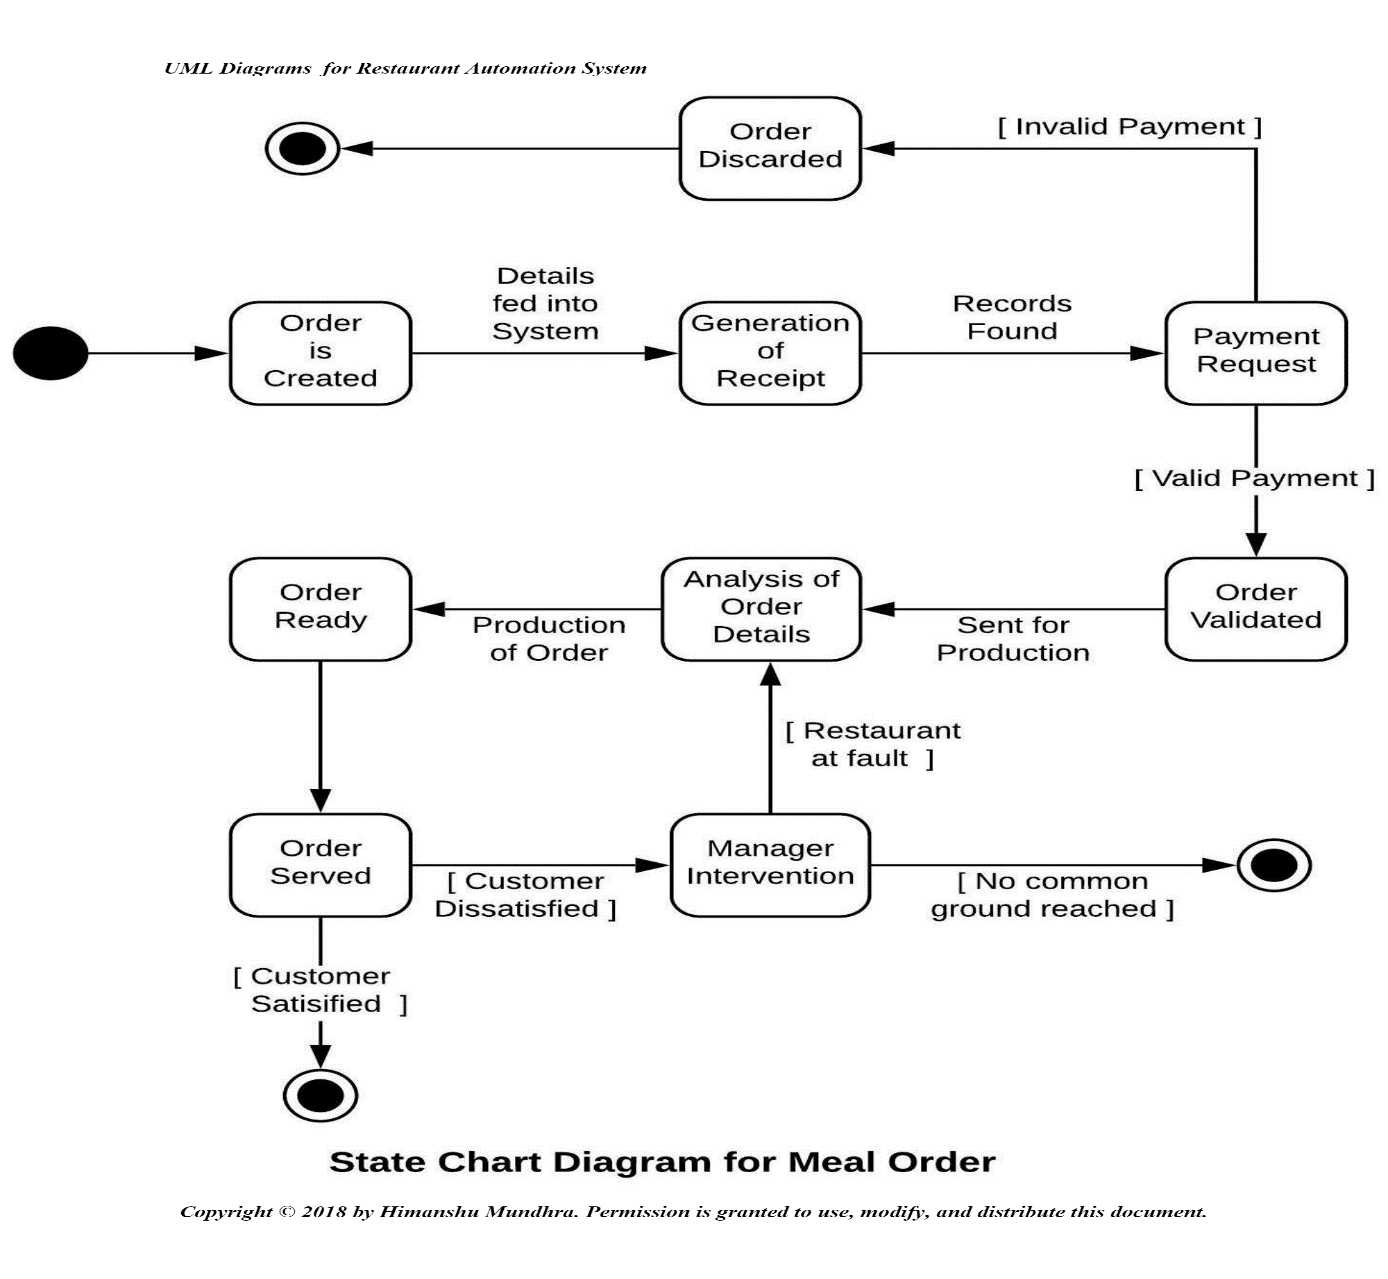 UML Diagrams for Restaurant Automation System
Order
Discarded
[ Invalid Payment ]
Order
is
Created
Details
fed into
System
Generation
of
Receipt
Records
Found
Payment
Request
[ Valid Payment ]
Order
Ready
Production
of Order
Analysis of
Order
Details
Sent for
Production
Order
Validated
[ Restaurant
at fault ]
Order
Served
[ Customer
Dissatisfied ]
Manager
Intervention
[ No common
ground reached ]
[ Customer
Satisified ]
State Chart Diagram for Meal Order
Copyright © 2018 by Himanshu Mundhra. Permission is granted to use, modify, and distribute this document.